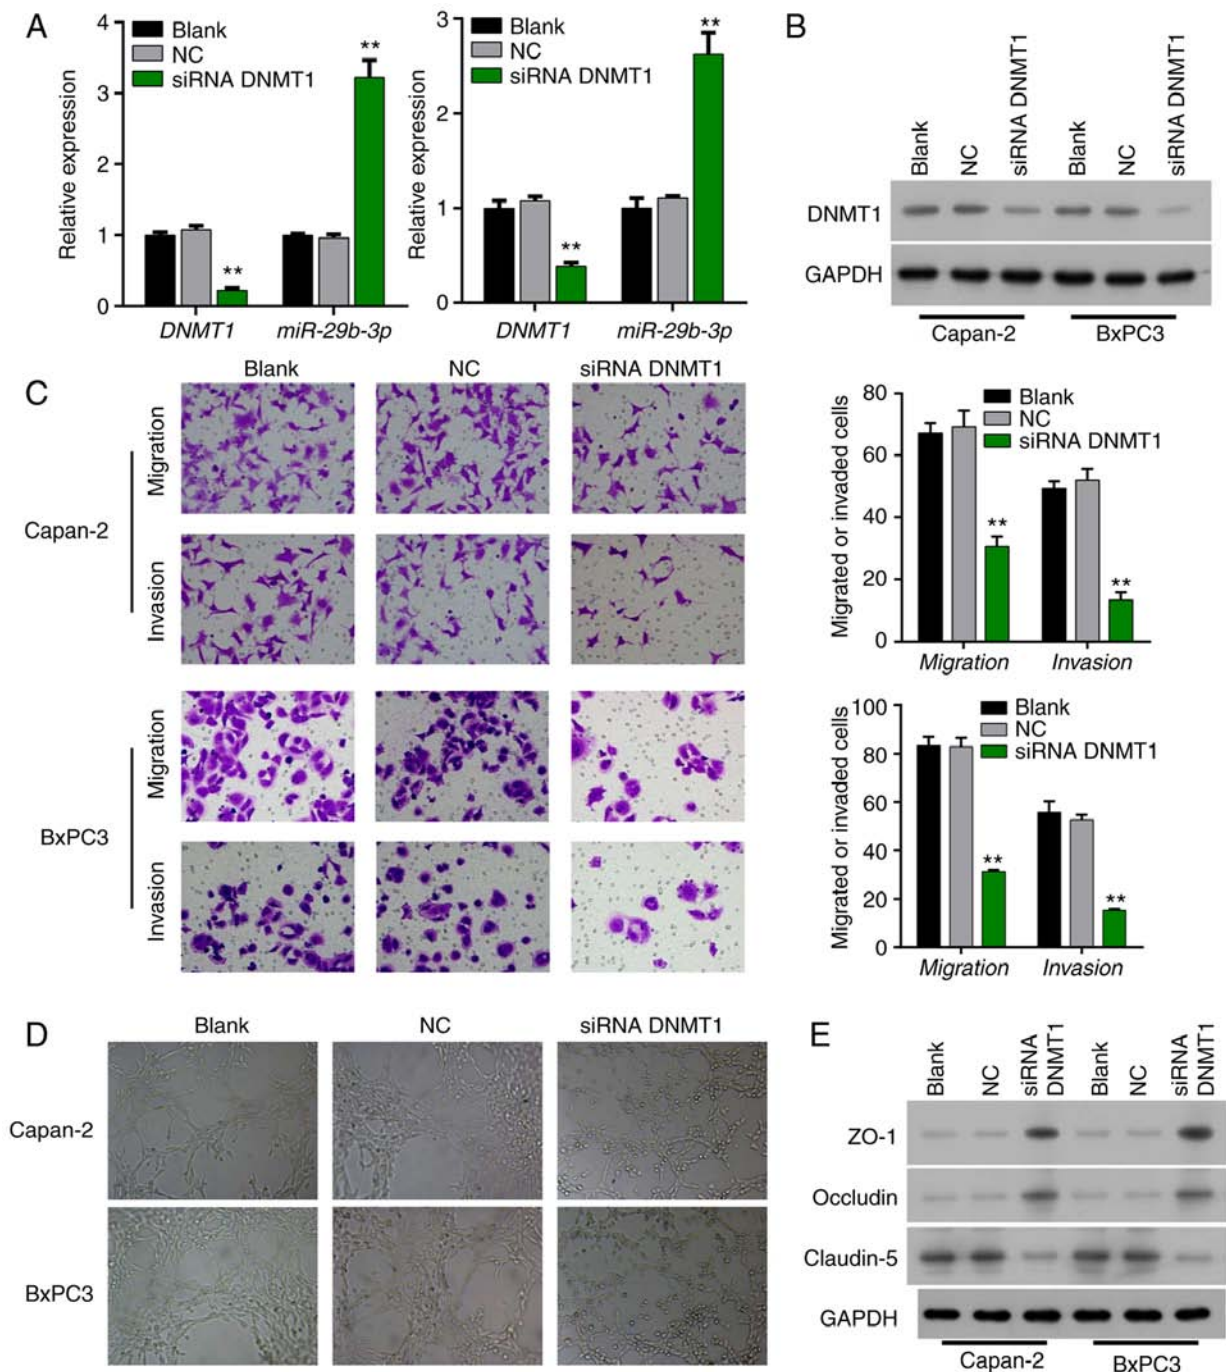 A
Blank
NC
siRNA DNMT1
Relative expression
4
3
2
1
0
**
**
DNMT1
miR-29b-3p
Blank
NC
siRNA DNMT1
Relative expression
3
2
1
0
**
**
DNMT1
miR-29b-3p
B
Blank
NC
siRNA DNMT1
Blank
NC
siRNA DNMT1
DNMT1
GAPDH
Capan-2
BxPC3
C
Blank
NC
siRNA DNMT1
Capan-2
Migration
Invasion
BxPC3
Migration
Invasion
Blank
NC
siRNA DNMT1
Migrated or invaded cells
80
60
40
20
0
**
**
Migration
Invasion
Blank
NC
siRNA DNMT1
Migrated or invaded cells
100
80
60
40
20
0
**
**
Migration
Invasion
D
Blank
NC
siRNA DNMT1
Capan-2
BxPC3
E
Blank
NC
siRNA
DNMT1
Blank
NC
siRNA
DNMT1
ZO-1
Occludin
Claudin-5
GAPDH
Capan-2
BxPC3